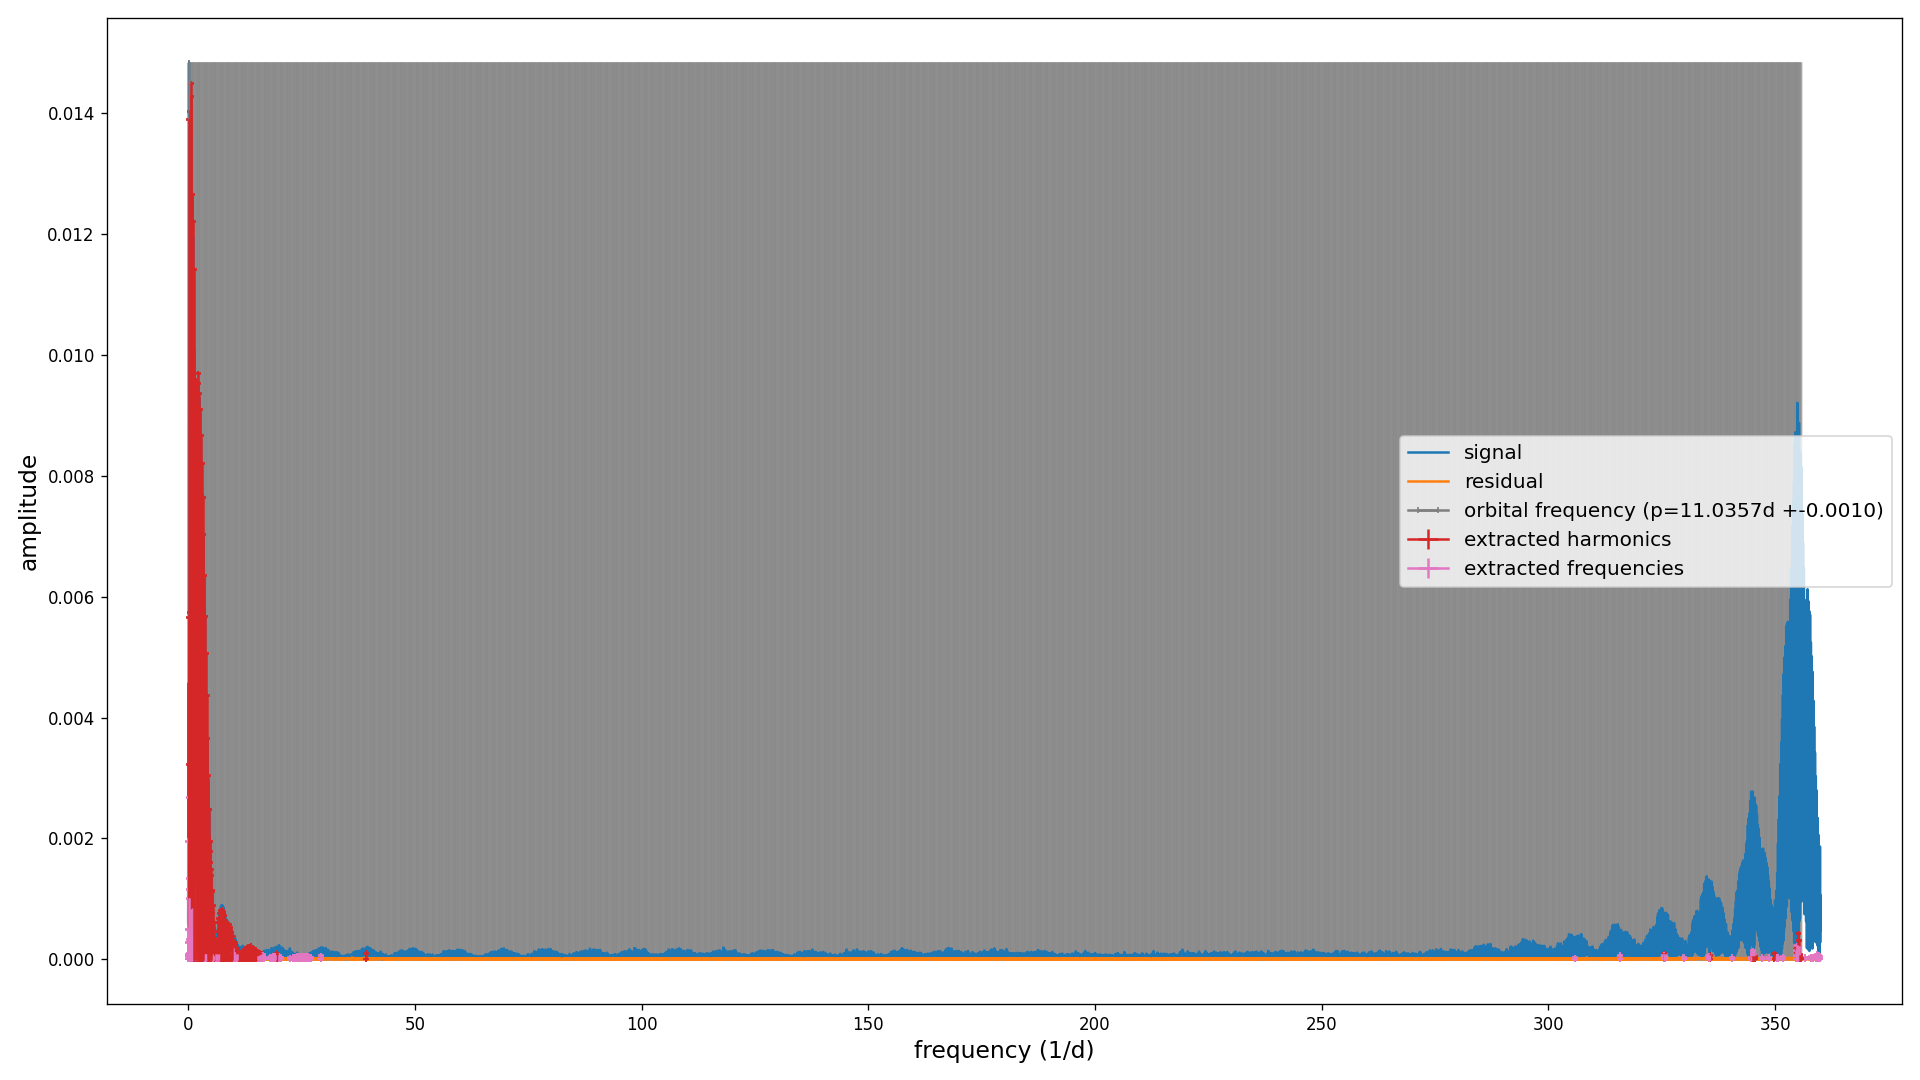 0.014
0.012
0.010
0.008
0.006
0.004
0.002
0.000
amplitude
signal
residual
orbital frequency (p=11.0357d +-0.0010)
extracted harmonics
extracted frequencies
0 50 100 150 200 250 300 350
frequency (1/d)